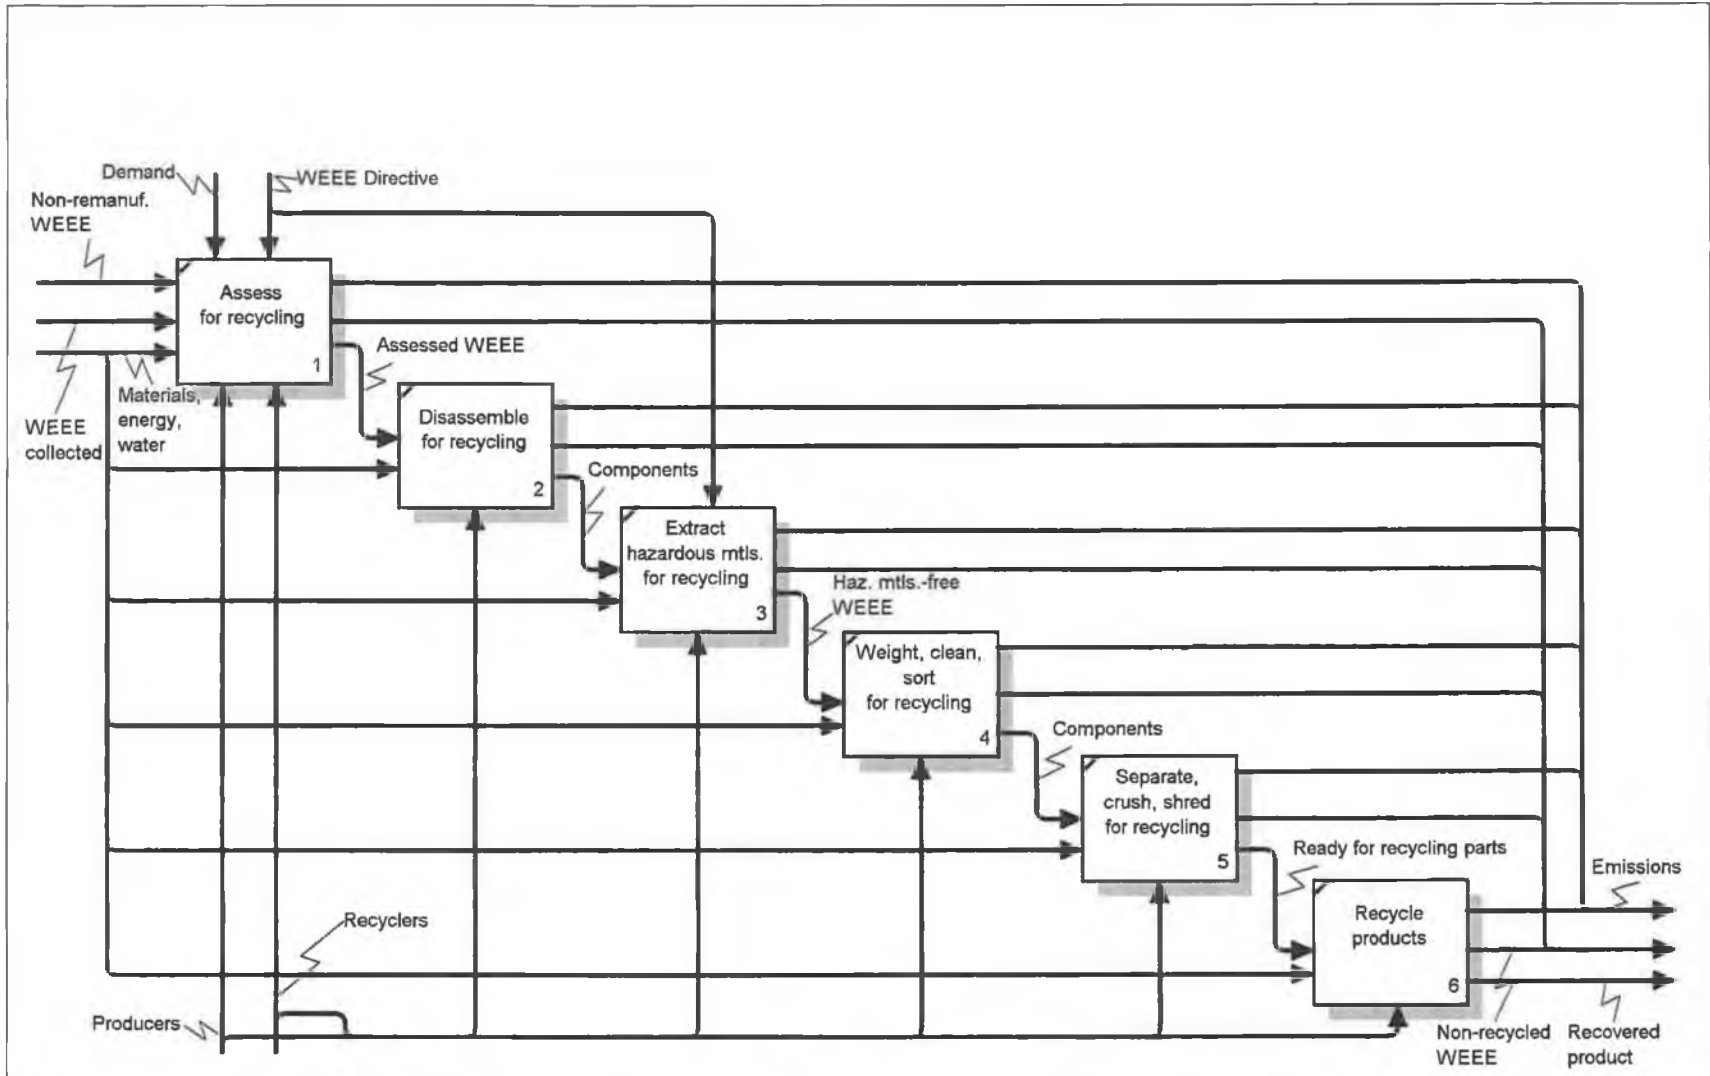 Demand
WEEE Directive
Non-remanuf.
WEEE
Assess
for recycling
1
Assessed WEEE
Materials,
energy,
water
WEEE
collected
Disassemble
for recycling
2
Components
Extract
hazardous mtls.
for recycling
3
Haz. mtls.-free
WEEE
Weight, clean,
sort
for recycling
4
Components
Separate,
crush, shred
for recycling
5
Ready for recycling parts
Emissions
Recycle
products
6
Recyclers
Producers
Non-recycled
WEEE
Recovered
product